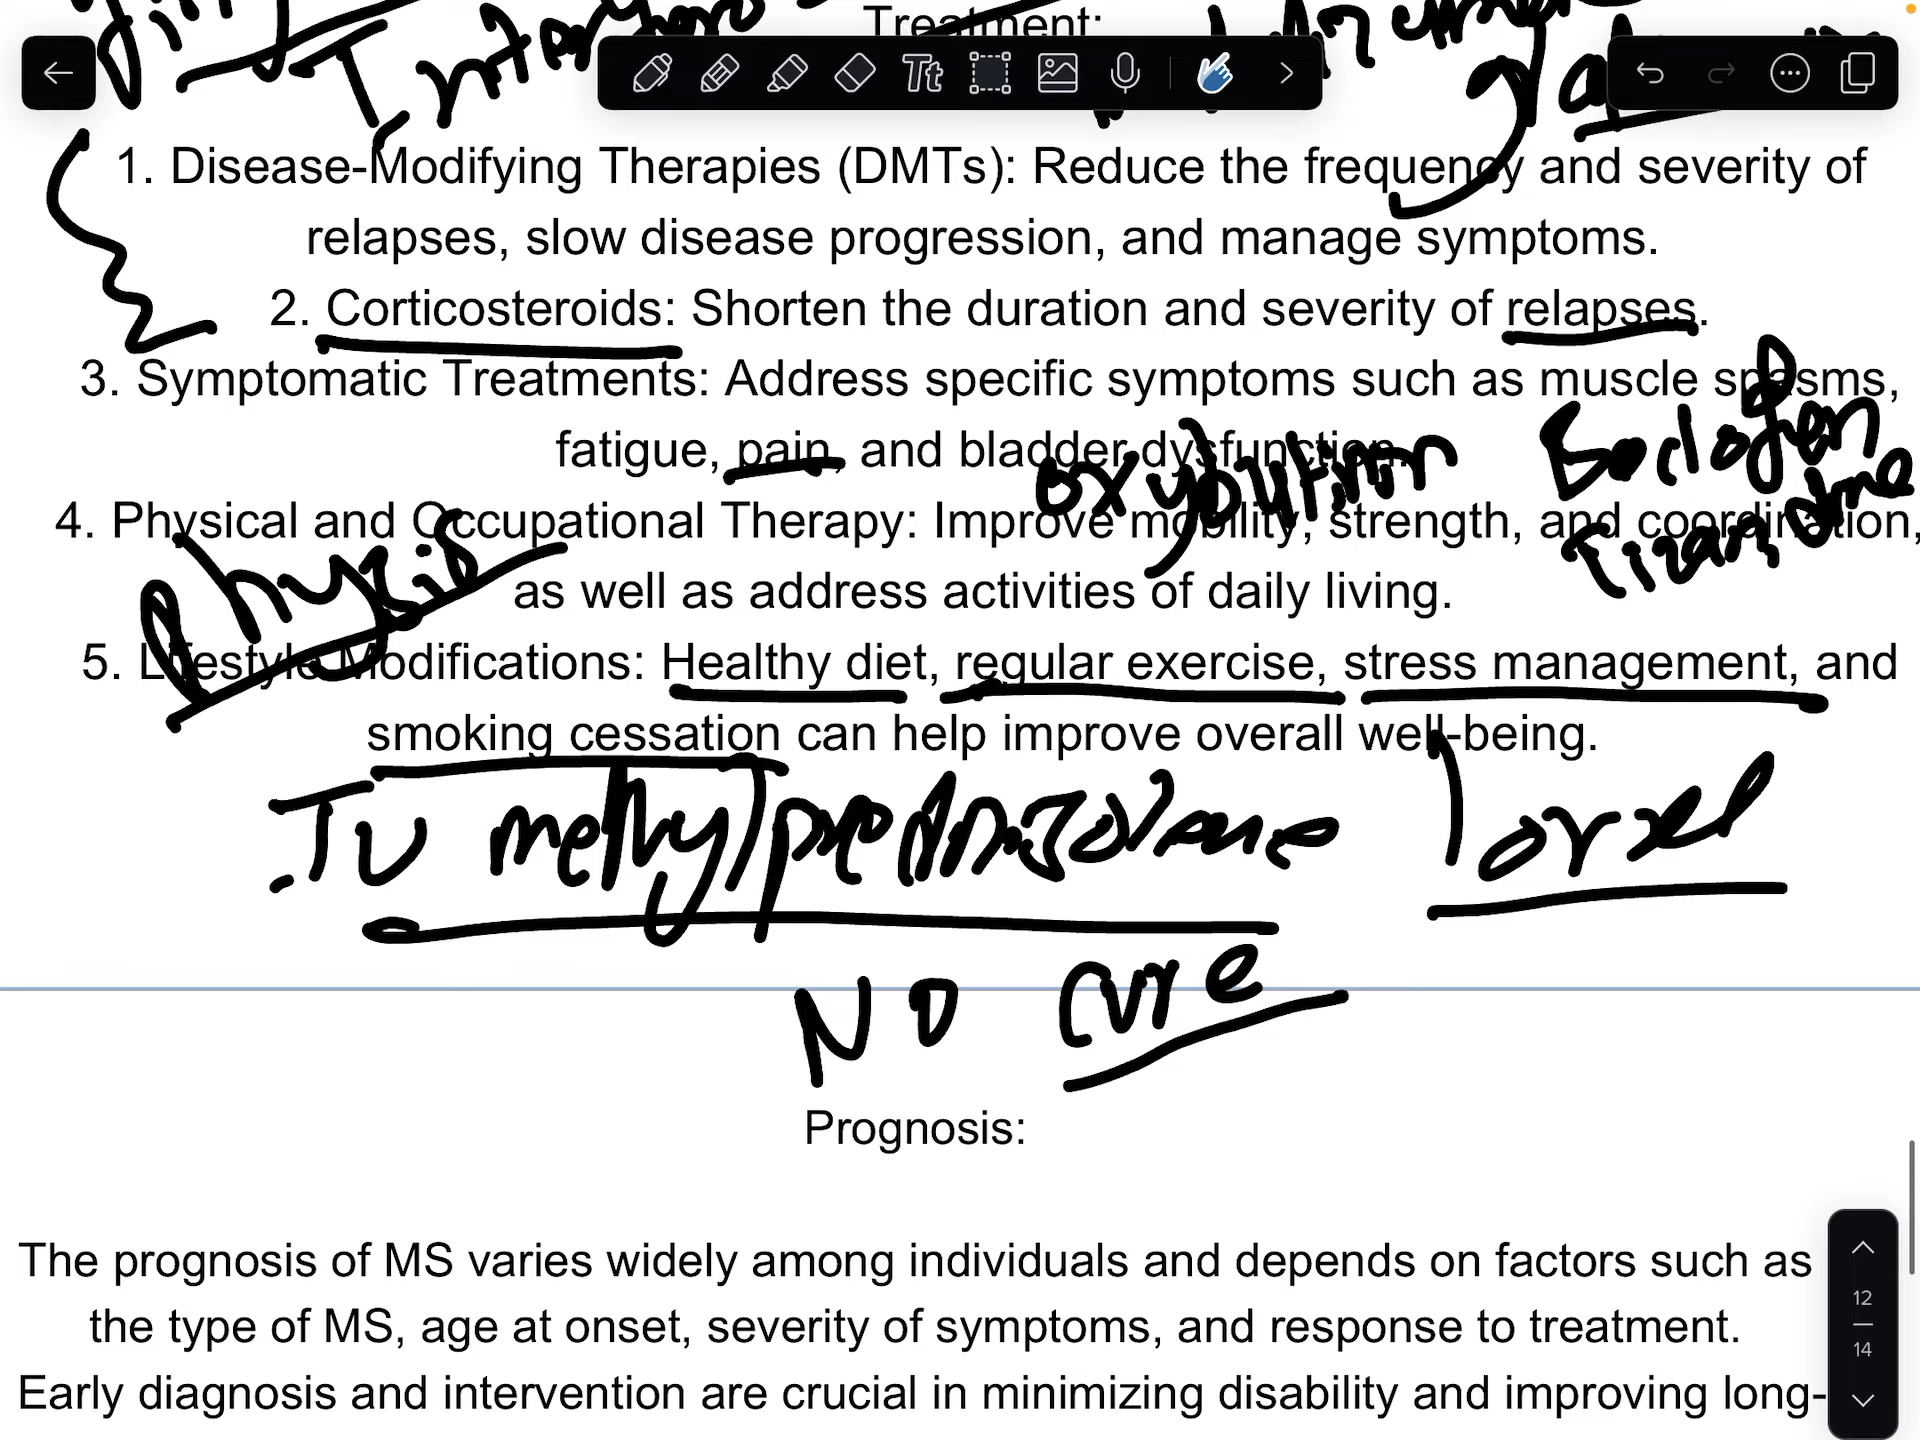 Treatment:
Tt
1. Disease-Modifying Therapies (DMTs): Reduce the frequency and severity of
relapses, slow disease progression, and manage symptoms.
2. Corticosteroids: Shorten the duration and severity of relapses.
3. Symptomatic Treatments: Address specific symptoms such as muscle spasms,
fatigue, pain, and bladder dysfunction.
Baclofen
4. Physical and Occupational Therapy: Improve mobility, strength, and coordination,
Physio
as well as address activities of daily living.
5. Lifestyle Modifications: Healthy diet, regular exercise, stress management, and
smoking cessation can help improve overall well-being.
IV
No cure
Prognosis:
The prognosis of MS varies widely among individuals and depends on factors such as
the type of MS, age at onset, severity of symptoms, and response to treatment.
Early diagnosis and intervention are crucial in minimizing disability and improving long-
12
14